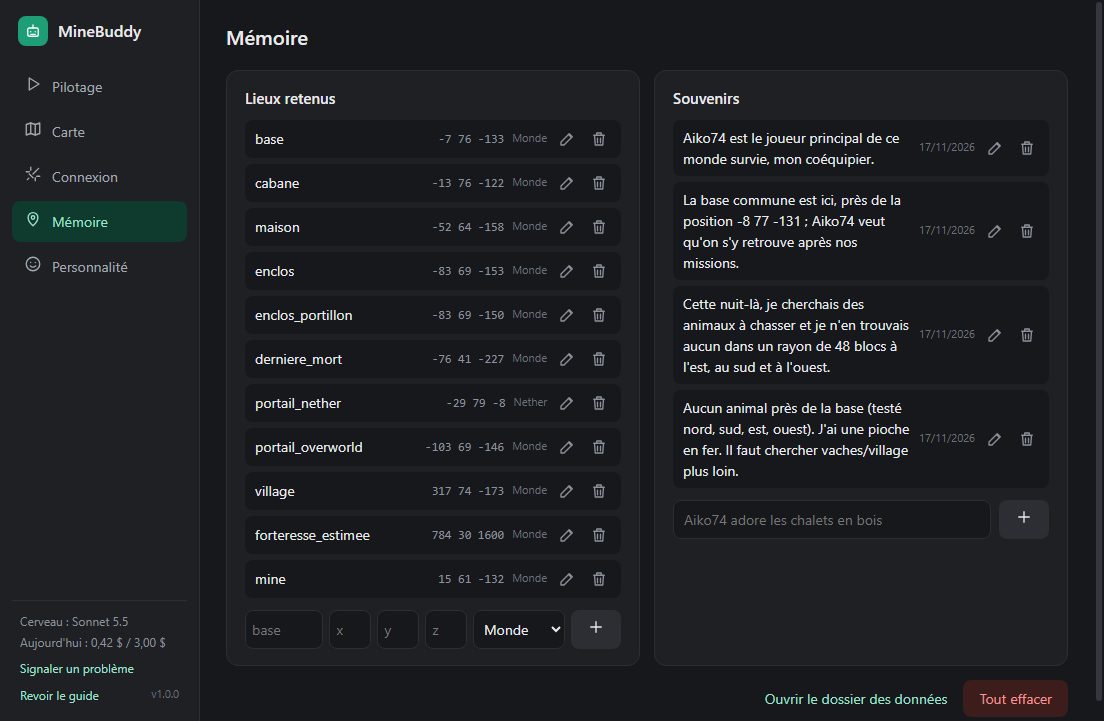 MineBuddy
Pilotage
Carte
Connexion
Mémoire
Personnalité
Cerveau : Sonnet 5.5
Aujourd'hui : 0,42 $ / 3,00 $
Signaler un problème
Revoir le guide v1.0.0
Mémoire
Lieux retenus
base -7 76 -133 Monde
cabane -13 76 -122 Monde
maison -52 64 -158 Monde
enclos -83 69 -153 Monde
enclos_portillon -83 69 -150 Monde
derniere_mort -76 41 -227 Monde
portail_nether -29 79 -8 Nether
portail_overworld -103 69 -146 Monde
village 317 74 -173 Monde
forteresse_estimee 784 30 1600 Monde
mine 15 61 -132 Monde
base x y z Monde +
Souvenirs
Aiko74 est le joueur principal de ce
monde survie, mon coéquipier.
17/11/2026
La base commune est ici, près de la
position -8 77 -131 ; Aiko74 veut
qu'on s'y retrouve après nos
missions.
17/11/2026
Cette nuit-là, je cherchais des
animaux à chasser et je n'en trouvais
aucun dans un rayon de 48 blocs à
l'est, au sud et à l'ouest.
17/11/2026
Aucun animal près de la base (testé
nord, sud, est, ouest). J'ai une pioche
en fer. Il faut chercher vaches/village
plus loin.
17/11/2026
Aiko74 adore les chalets en bois +
Ouvrir le dossier des données
Tout effacer